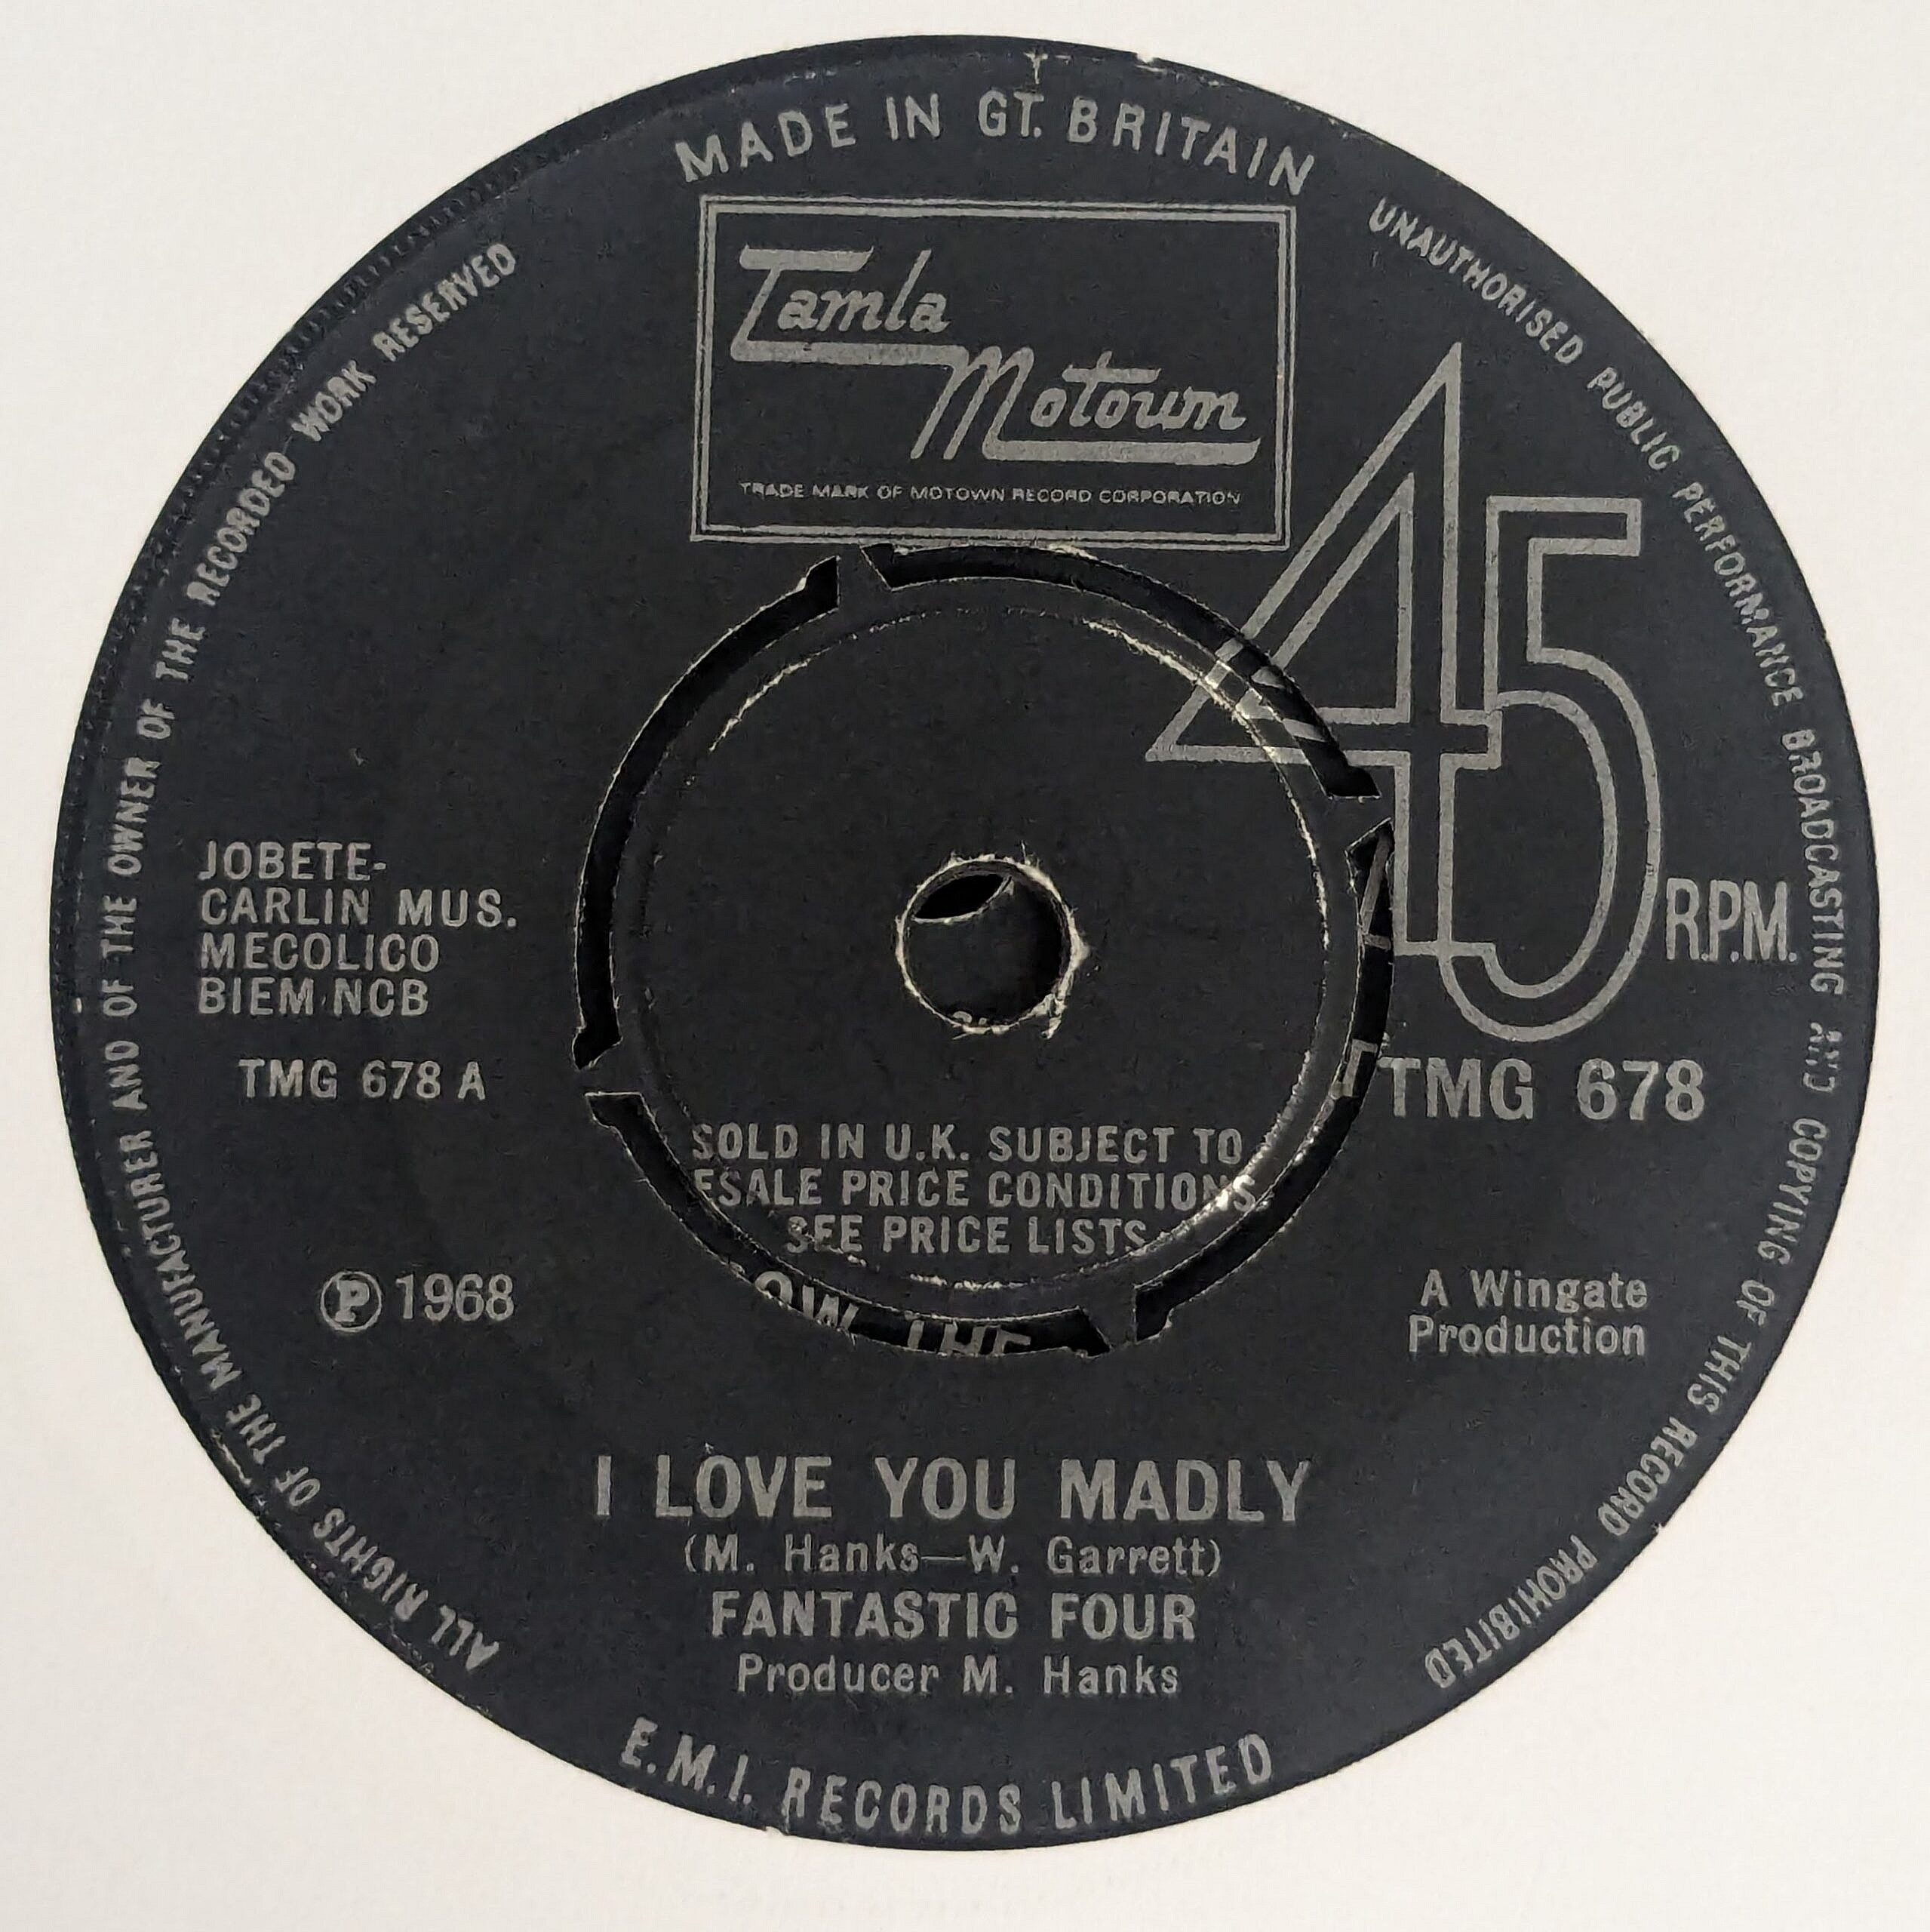 MADE IN GT. BRITAIN
UNAUTHORISED PUBLIC PERFORMANCE BROADCASTING AND COPYING OF THIS RECORD PROHIBITED
ALL RIGHTS OF THE MANUFACTURER AND OF THE OWNER OF THE RECORDED WORK RESERVED
Tamla
Motown
TRADE MARK OF MOTOWN RECORD CORPORATION
45
R.P.M.
JOBETE-
CARLIN MUS.
MECOLICO
BIEM·NCB
TMG 678 A
TMG 678
SOLD IN U.K. SUBJECT TO
ESALE PRICE CONDITIONS
SEE PRICE LISTS
OW THE
Ⓟ 1968
A Wingate
Production
I LOVE YOU MADLY
(M. Hanks—W. Garrett)
FANTASTIC FOUR
Producer M. Hanks
E.M.I. RECORDS LIMITED